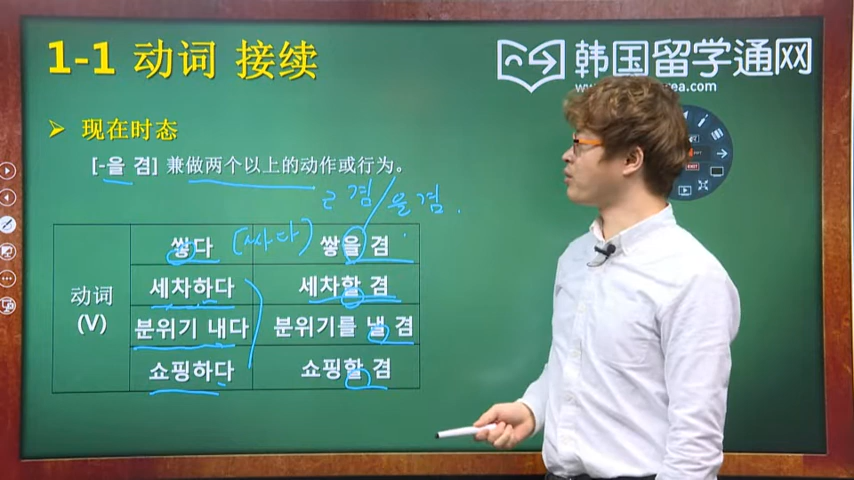 1-1 动词 接续
韩国留学通网
➢ 现在时态
[-을 겸] 兼做两个以上的动作或行为。
ㄹ 겸/을 겸.
动词
(V)
쌓다 [싸다] 쌓을 겸
세차하다 세차할 겸
분위기 내다 분위기를 낼 겸
쇼핑하다 쇼핑할 겸